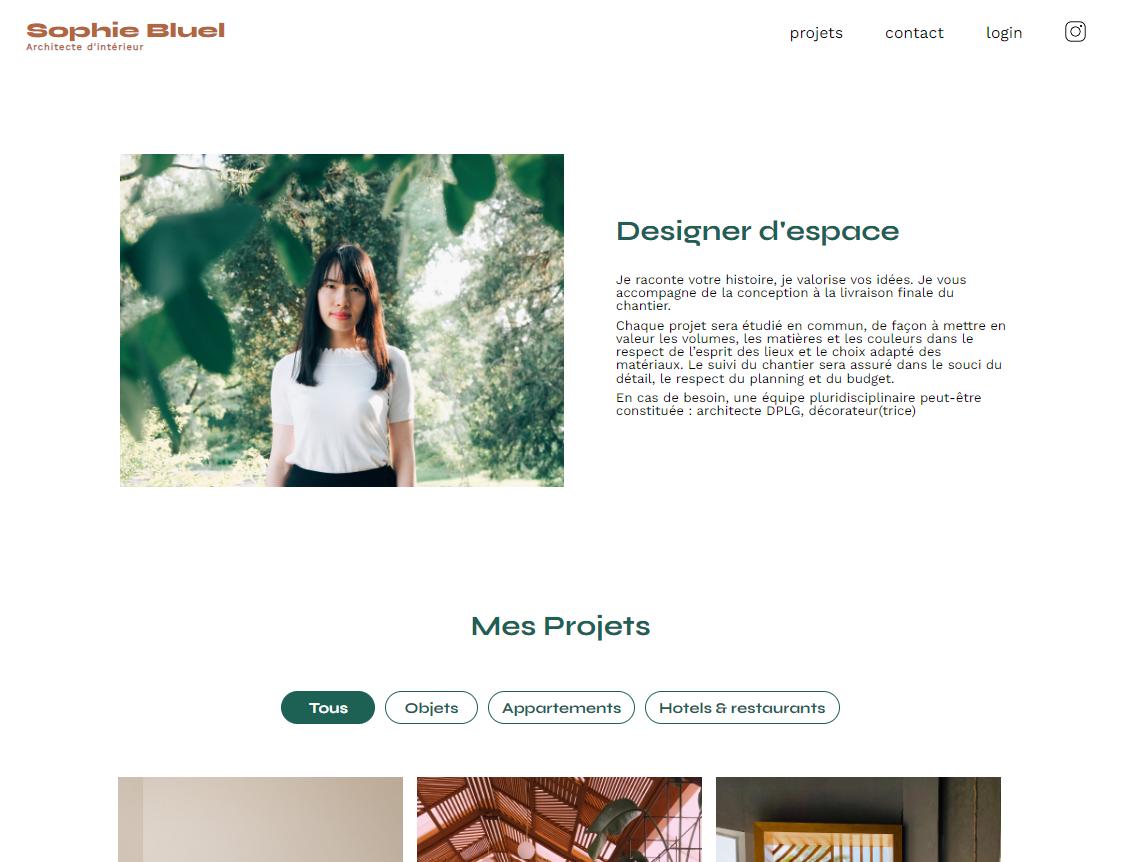 Sophie Bluel
Architecte d'intérieur
projets
contact
login
Designer d'espace
Je raconte votre histoire, je valorise vos idées. Je vous
accompagne de la conception à la livraison finale du
chantier.
Chaque projet sera étudié en commun, de façon à mettre en
valeur les volumes, les matières et les couleurs dans le
respect de l’esprit des lieux et le choix adapté des
matériaux. Le suivi du chantier sera assuré dans le souci du
détail, le respect du planning et du budget.
En cas de besoin, une équipe pluridisciplinaire peut-être
constituée : architecte DPLG, décorateur(trice)
Mes Projets
Tous
Objets
Appartements
Hotels & restaurants